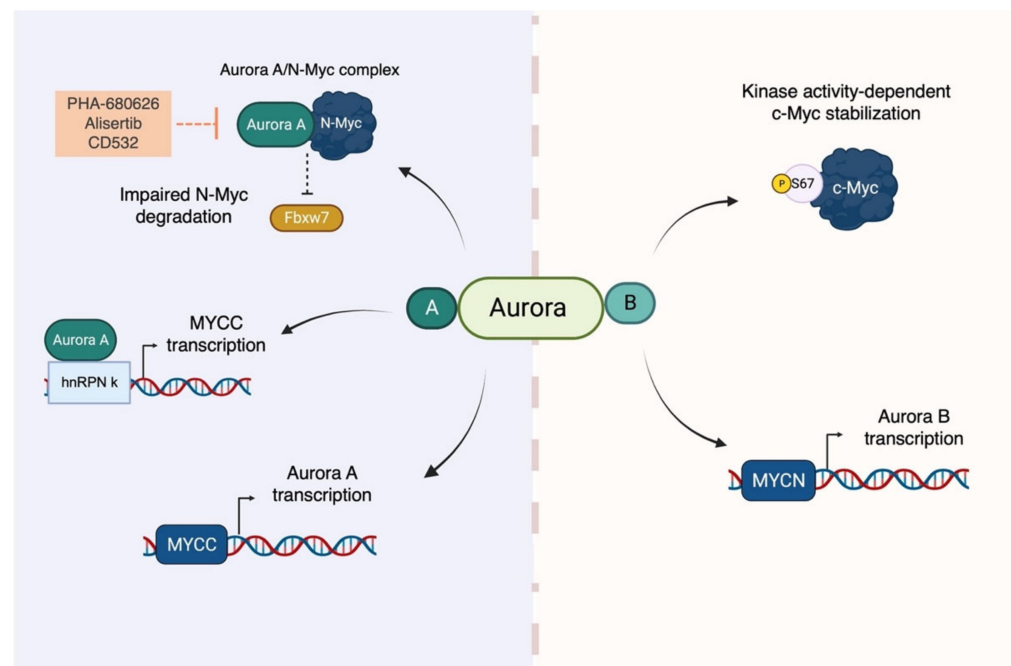 Aurora A/N-Myc complex
PHA-680626
Alisertib
CD532
Aurora A
N-Myc
Impaired N-Myc
degradation
Fbxw7
Aurora A
hnRPN k
MYCC
transcription
Aurora A
transcription
MYCC
A
Aurora
B
Kinase activity-dependent
c-Myc stabilization
P
S67
c-Myc
Aurora B
transcription
MYCN